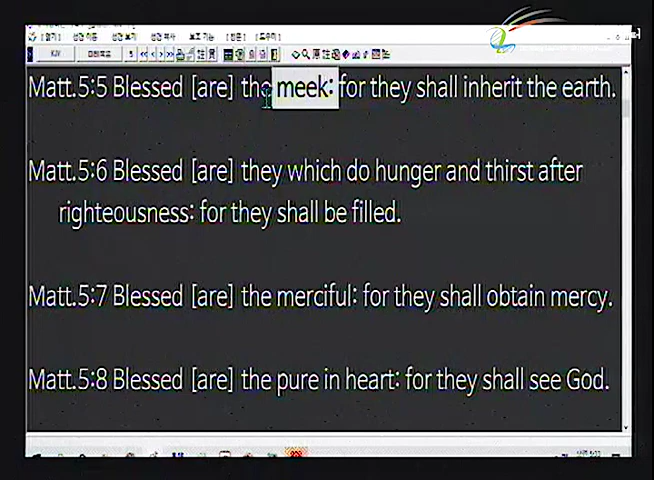 KJV 5
Matt.5:5 Blessed [are] the meek: for they shall inherit the earth.
Matt.5:6 Blessed [are] they which do hunger and thirst after
righteousness: for they shall be filled.
Matt.5:7 Blessed [are] the merciful: for they shall obtain mercy.
Matt.5:8 Blessed [are] the pure in heart: for they shall see God.